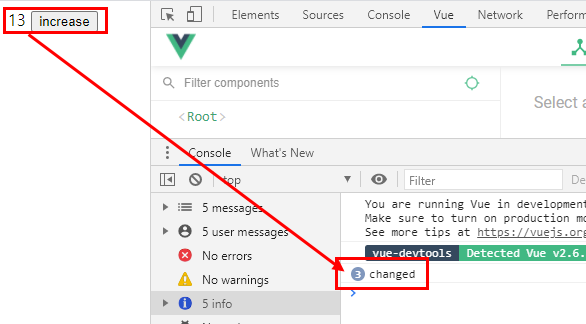 13 increase
Elements Sources Network Vue Performance
Filter components
Select a
<Root>
Console What's New
top Filter De
5 messages
You are running Vue in development
Make sure to turn on production mo
See more tips at https://vuejs.org
5 user messages
No errors
vue-devtools Detected Vue v2.6.
No warnings
3 changed
5 info